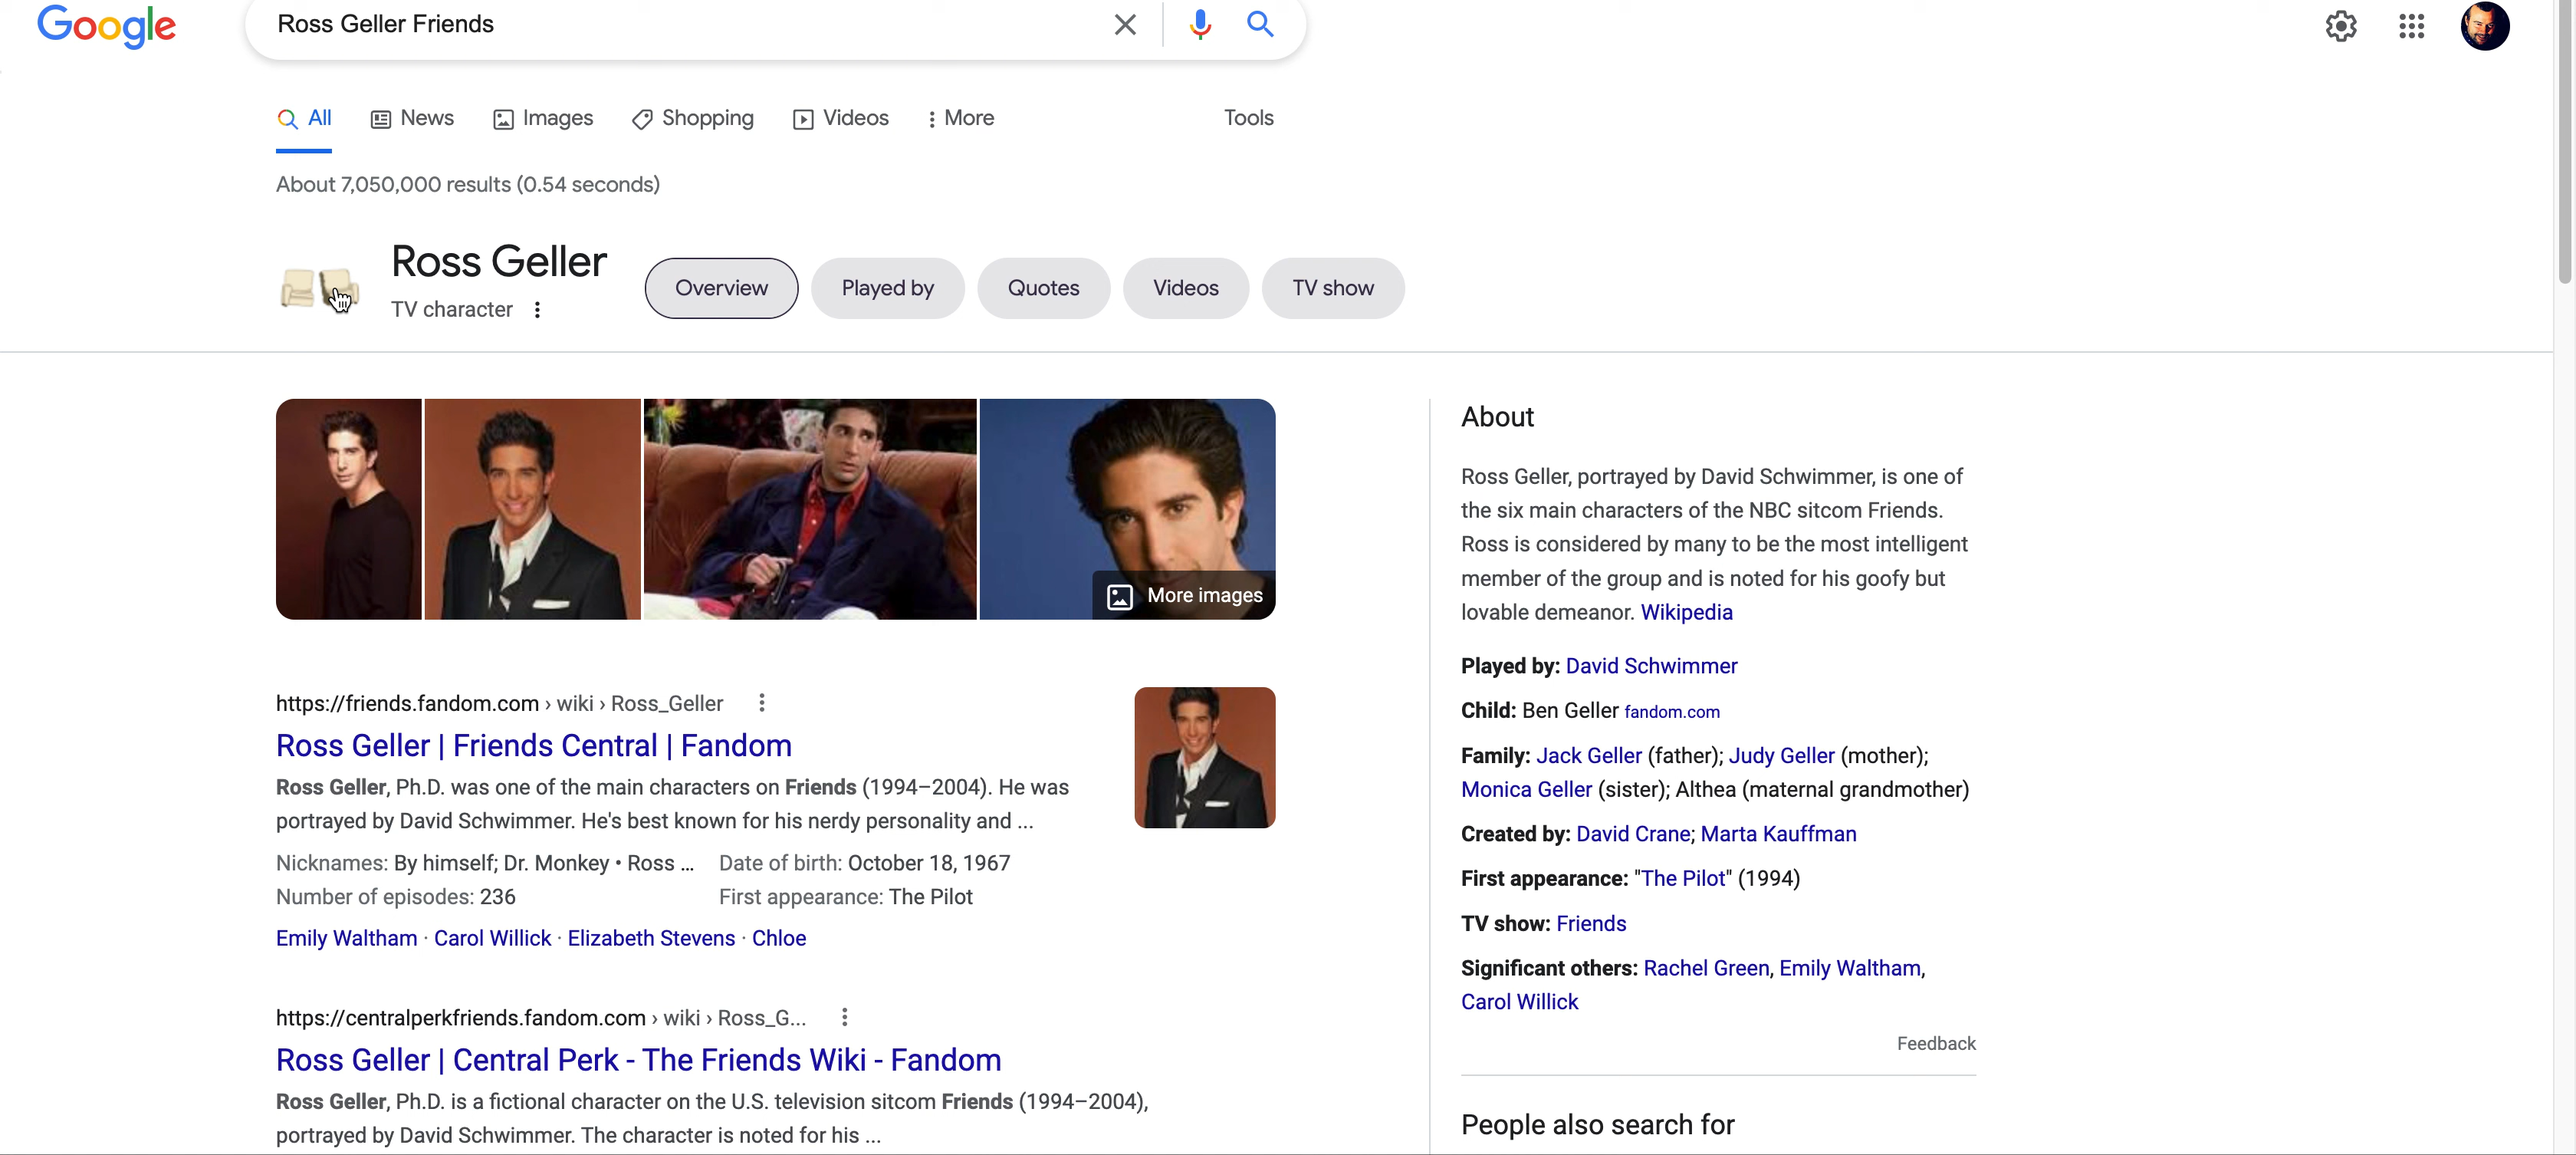 Google
Ross Geller Friends
All
News
Images
Shopping
Videos
More
Tools
About 7,050,000 results (0.54 seconds)
Ross Geller
TV character
Overview
Played by
Quotes
Videos
TV show
More images
https://friends.fandom.com › wiki › Ross_Geller
Ross Geller | Friends Central | Fandom
Ross Geller, Ph.D. was one of the main characters on Friends (1994–2004). He was
portrayed by David Schwimmer. He's best known for his nerdy personality and ...
Nicknames: By himself; Dr. Monkey • Ross ...
Date of birth: October 18, 1967
Number of episodes: 236
First appearance: The Pilot
Emily Waltham · Carol Willick · Elizabeth Stevens · Chloe
https://centralperkfriends.fandom.com › wiki › Ross_G...
Ross Geller | Central Perk - The Friends Wiki - Fandom
Ross Geller, Ph.D. is a fictional character on the U.S. television sitcom Friends (1994–2004),
portrayed by David Schwimmer. The character is noted for his ...
About
Ross Geller, portrayed by David Schwimmer, is one of
the six main characters of the NBC sitcom Friends.
Ross is considered by many to be the most intelligent
member of the group and is noted for his goofy but
lovable demeanor. Wikipedia
Played by: David Schwimmer
Child: Ben Geller fandom.com
Family: Jack Geller (father); Judy Geller (mother);
Monica Geller (sister); Althea (maternal grandmother)
Created by: David Crane; Marta Kauffman
First appearance: "The Pilot" (1994)
TV show: Friends
Significant others: Rachel Green, Emily Waltham,
Carol Willick
Feedback
People also search for